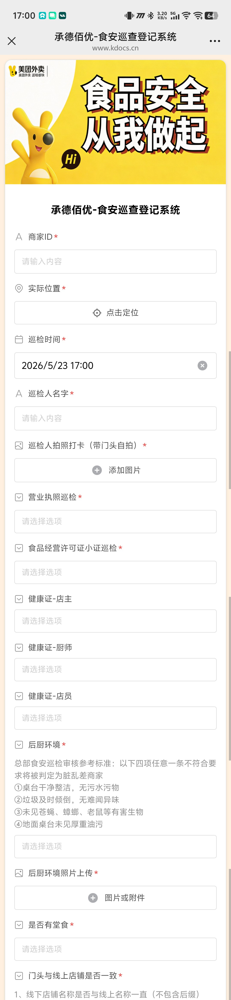 17:00
3.20
KB/s
5G
64
承德佰优-食安巡查登记系统
www.kdocs.cn
美团外卖
美团外卖 送啥都快
食品安全
从我做起
Hi
承德佰优-食安巡查登记系统
商家ID*
请输入内容
实际位置*
点击定位
巡检时间*
2026/5/23 17:00
巡检人名字*
请输入内容
巡检人拍照打卡（带门头自拍）*
添加图片
营业执照巡检*
请选择选项
食品经营许可证小证巡检*
请选择选项
健康证-店主
请选择选项
健康证-厨师
请选择选项
健康证-店员
请选择选项
后厨环境*
总部食安巡检审核参考标准：以下四项任意一条不符合要
求将被判定为脏乱差商家
①桌台干净整洁，无污水污物
②垃圾及时倾倒，无难闻异味
③未见苍蝇、蟑螂、老鼠等有害生物
④地面桌台未见厚重油污
请选择选项
后厨环境照片上传*
图片或附件
是否有堂食*
请选择选项
门头与线上店铺是否一致*
1、线下店铺名称是否与线上名称一直（不包含后缀）